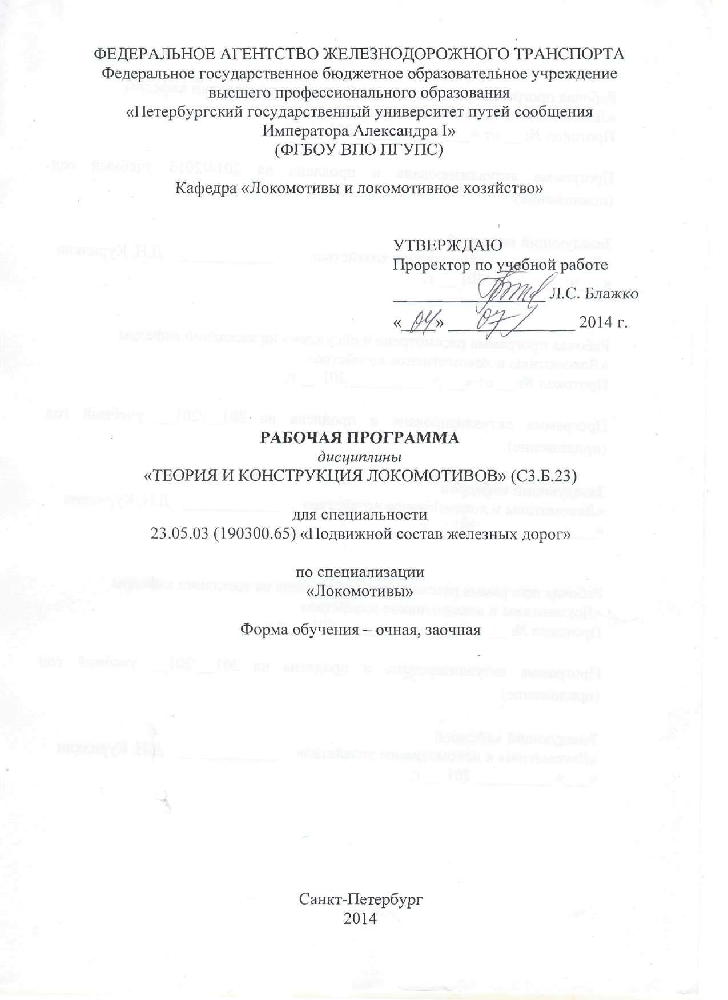 ФЕДЕРАЛЬНОЕ АГЕНТСТВО ЖЕЛЕЗНОДОРОЖНОГО ТРАНСПОРТА
Федеральное государственное бюджетное образовательное учреждение
высшего профессионального образования
«Петербургский государственный университет путей сообщения
Императора Александра I»
(ФГБОУ ВПО ПГУПС)
Кафедра «Локомотивы и локомотивное хозяйство»
УТВЕРЖДАЮ
Проректор по учебной работе
Л.С. Блажко
«04» 07 2014 г.
РАБОЧАЯ ПРОГРАММА
дисциплины
«ТЕОРИЯ И КОНСТРУКЦИЯ ЛОКОМОТИВОВ» (С3.Б.23)
для специальности
23.05.03 (190300.65) «Подвижной состав железных дорог»
по специализации
«Локомотивы»
Форма обучения – очная, заочная
Санкт-Петербург
2014